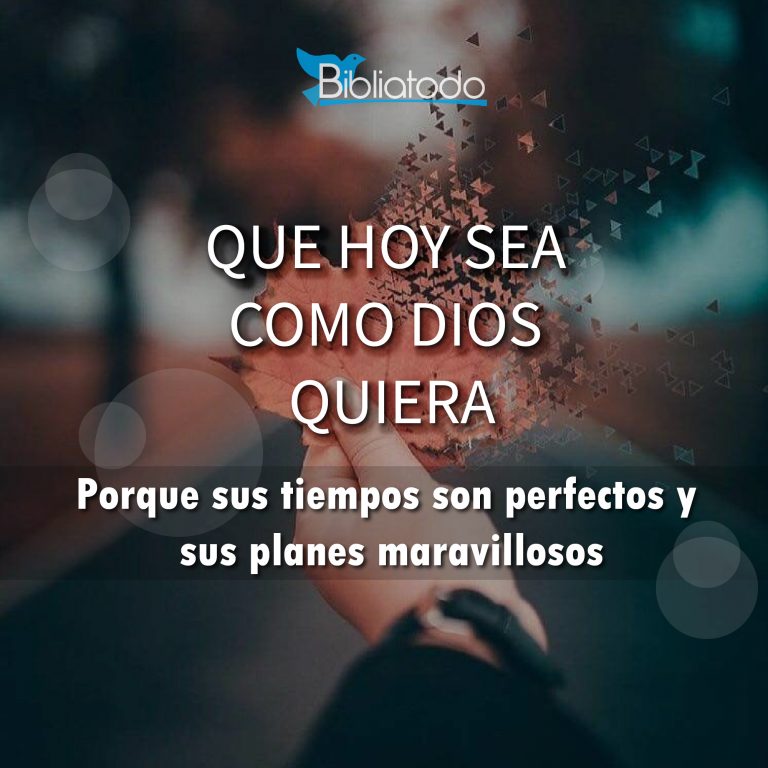 Bibliatodo
QUE HOY SEA
COMO DIOS
QUIERA
Porque sus tiempos son perfectos y
sus planes maravillosos